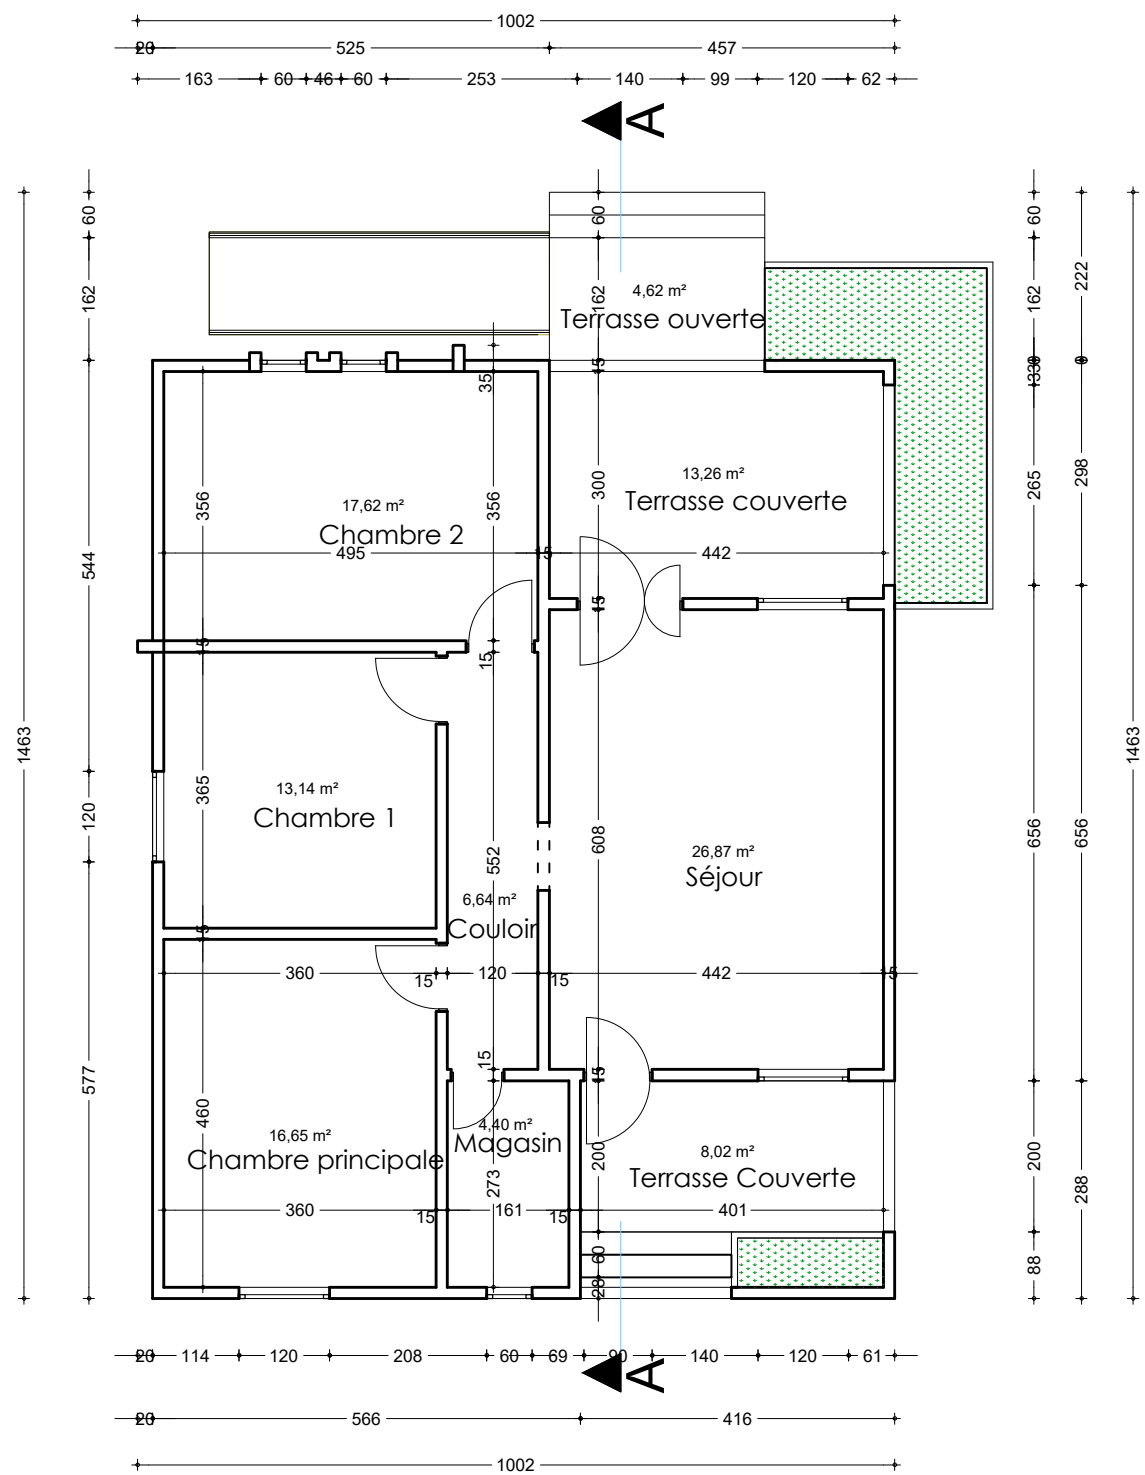 1002
20 525 457
163 60 46 60 253 140 99 120 62
A
60 60 60
162 162 162 222
4,62 m²
Terrasse ouverte
15
35
544 356 356 300 265 298
17,62 m²
Chambre 2
495 15 442
13,26 m²
Terrasse couverte
15
15 15
1463 1463
120 365 552 608 656 656
13,14 m²
Chambre 1
26,87 m²
Séjour
6,64 m²
Couloir
15
360 15 120 15 442 15
577 15 15
460 273 200 200 288
16,65 m²
Chambre principale
4,40 m²
Magasin
8,02 m²
Terrasse Couverte
360 15 161 15 401
60 88
28
20 114 120 208 60 69 90 140 120 61
A
20 566 416
1002